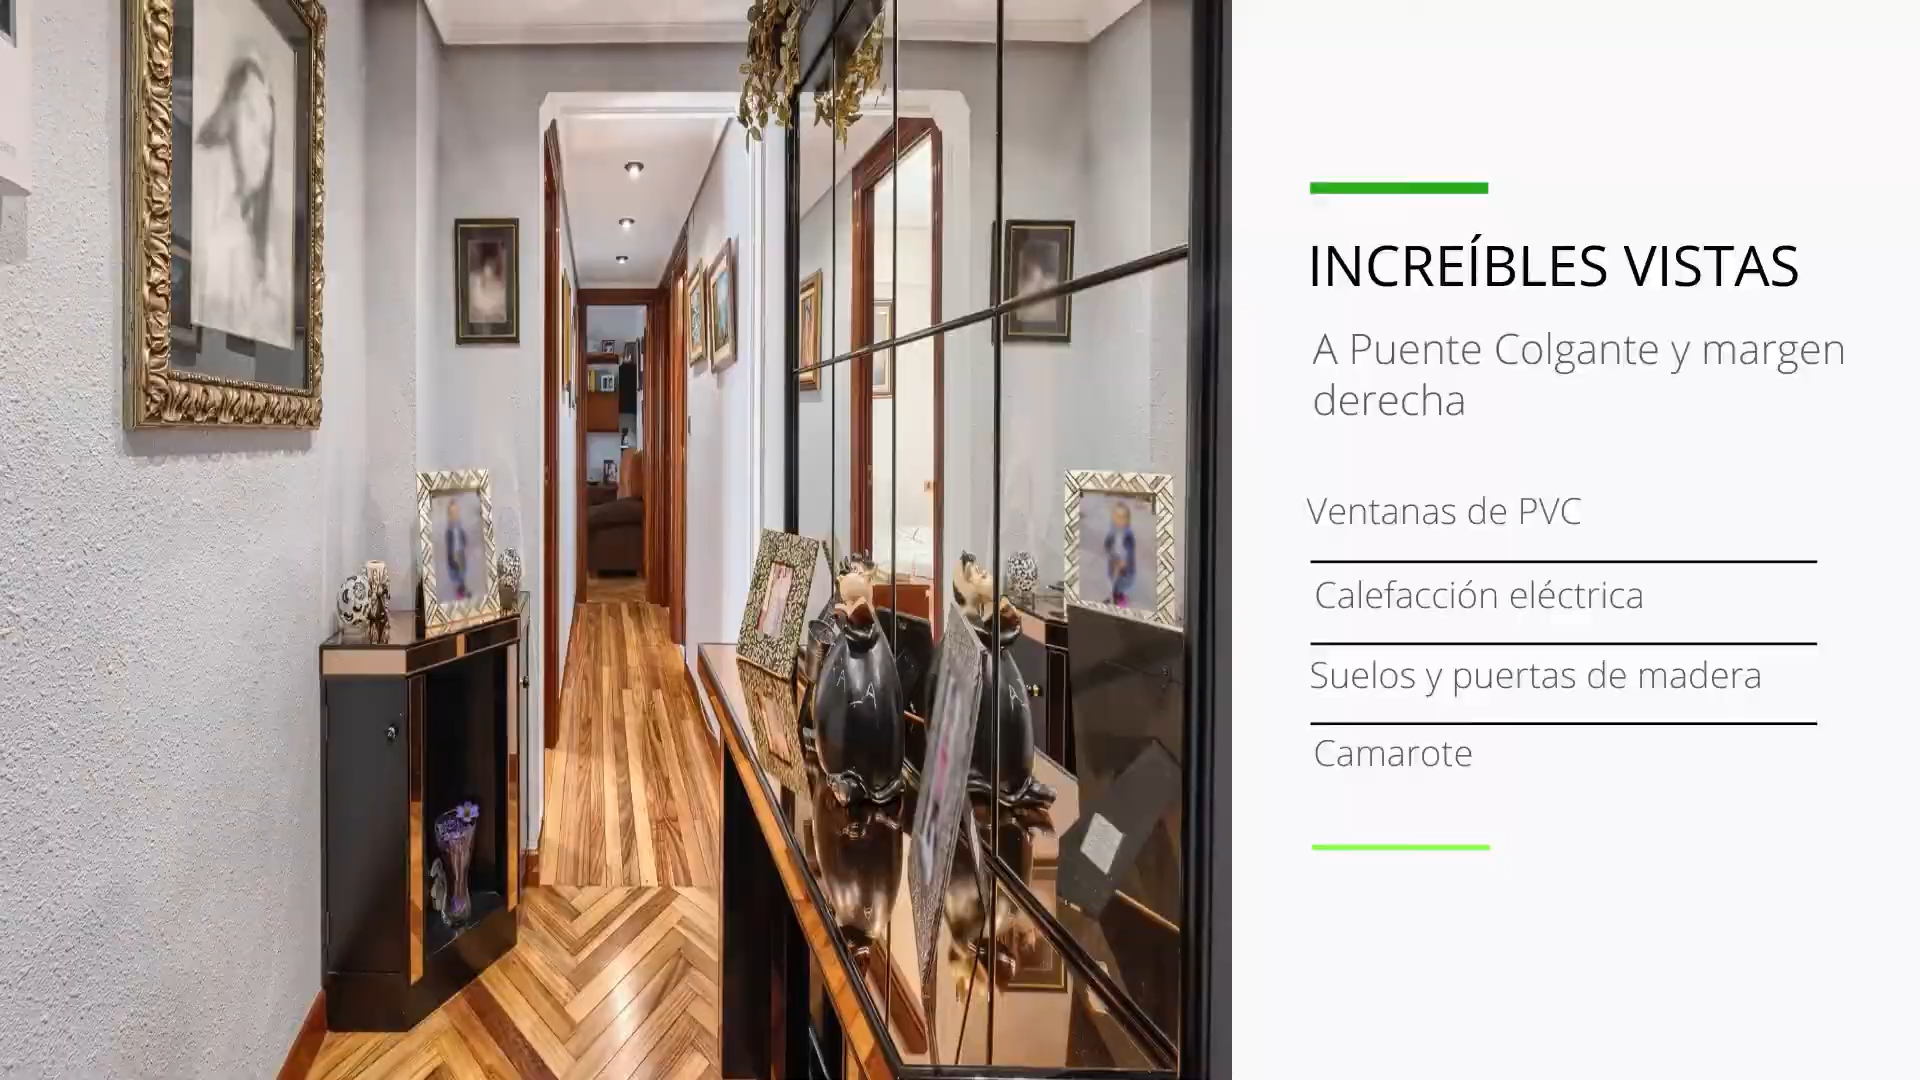 INCREÍBLES VISTAS
A Puente Colgante y margen
derecha
Ventanas de PVC
Calefacción eléctrica
Suelos y puertas de madera
Camarote